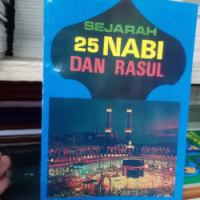 SEJARAH
25 NABI
DAN RASUL